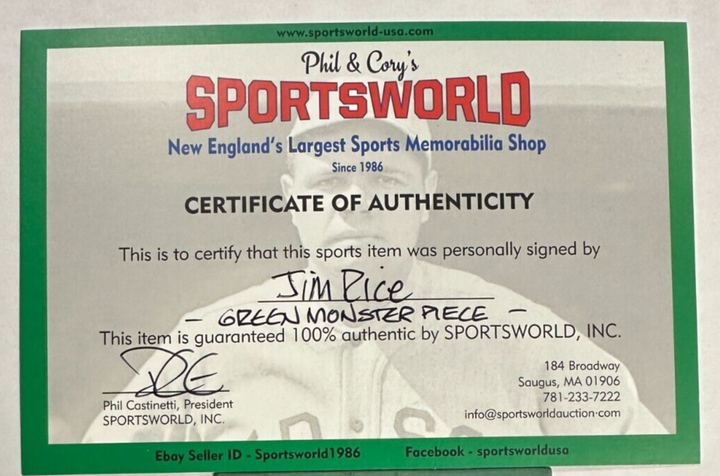 www.sportsworld-usa.com
Phil & Cory's
SPORTSWORLD
New England's Largest Sports Memorabilia Shop
Since 1986
CERTIFICATE OF AUTHENTICITY
This is to certify that this sports item was personally signed by
Jim Rice
- GREEN MONSTER PIECE -
This item is guaranteed 100% authentic by SPORTSWORLD, INC.
Phil Castinetti, President
SPORTSWORLD, INC.
184 Broadway
Saugus, MA 01906
781-233-7222
info@sportsworldauction.com
Ebay Seller ID - Sportsworld1986 Facebook - sportsworldusa